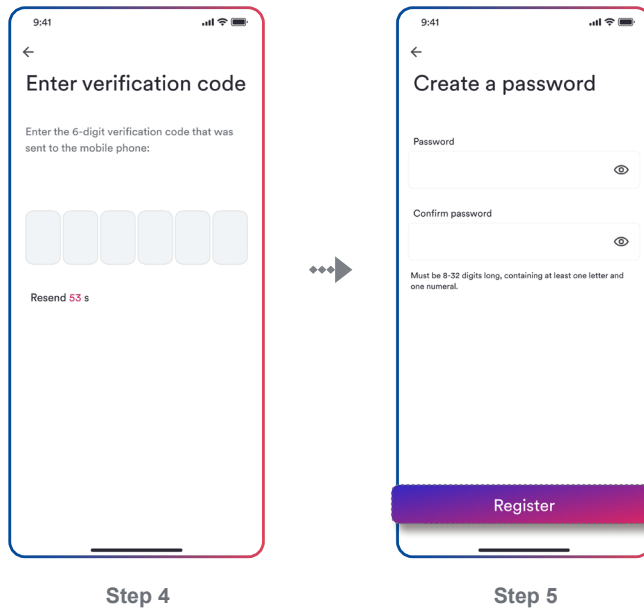 9:41
Enter verification code
Enter the 6-digit verification code that was
sent to the mobile phone:
Resend 53 s
Step 4
9:41
Create a password
Password
Confirm password
Must be 8-32 digits long, containing at least one letter and
one numeral.
Register
Step 5